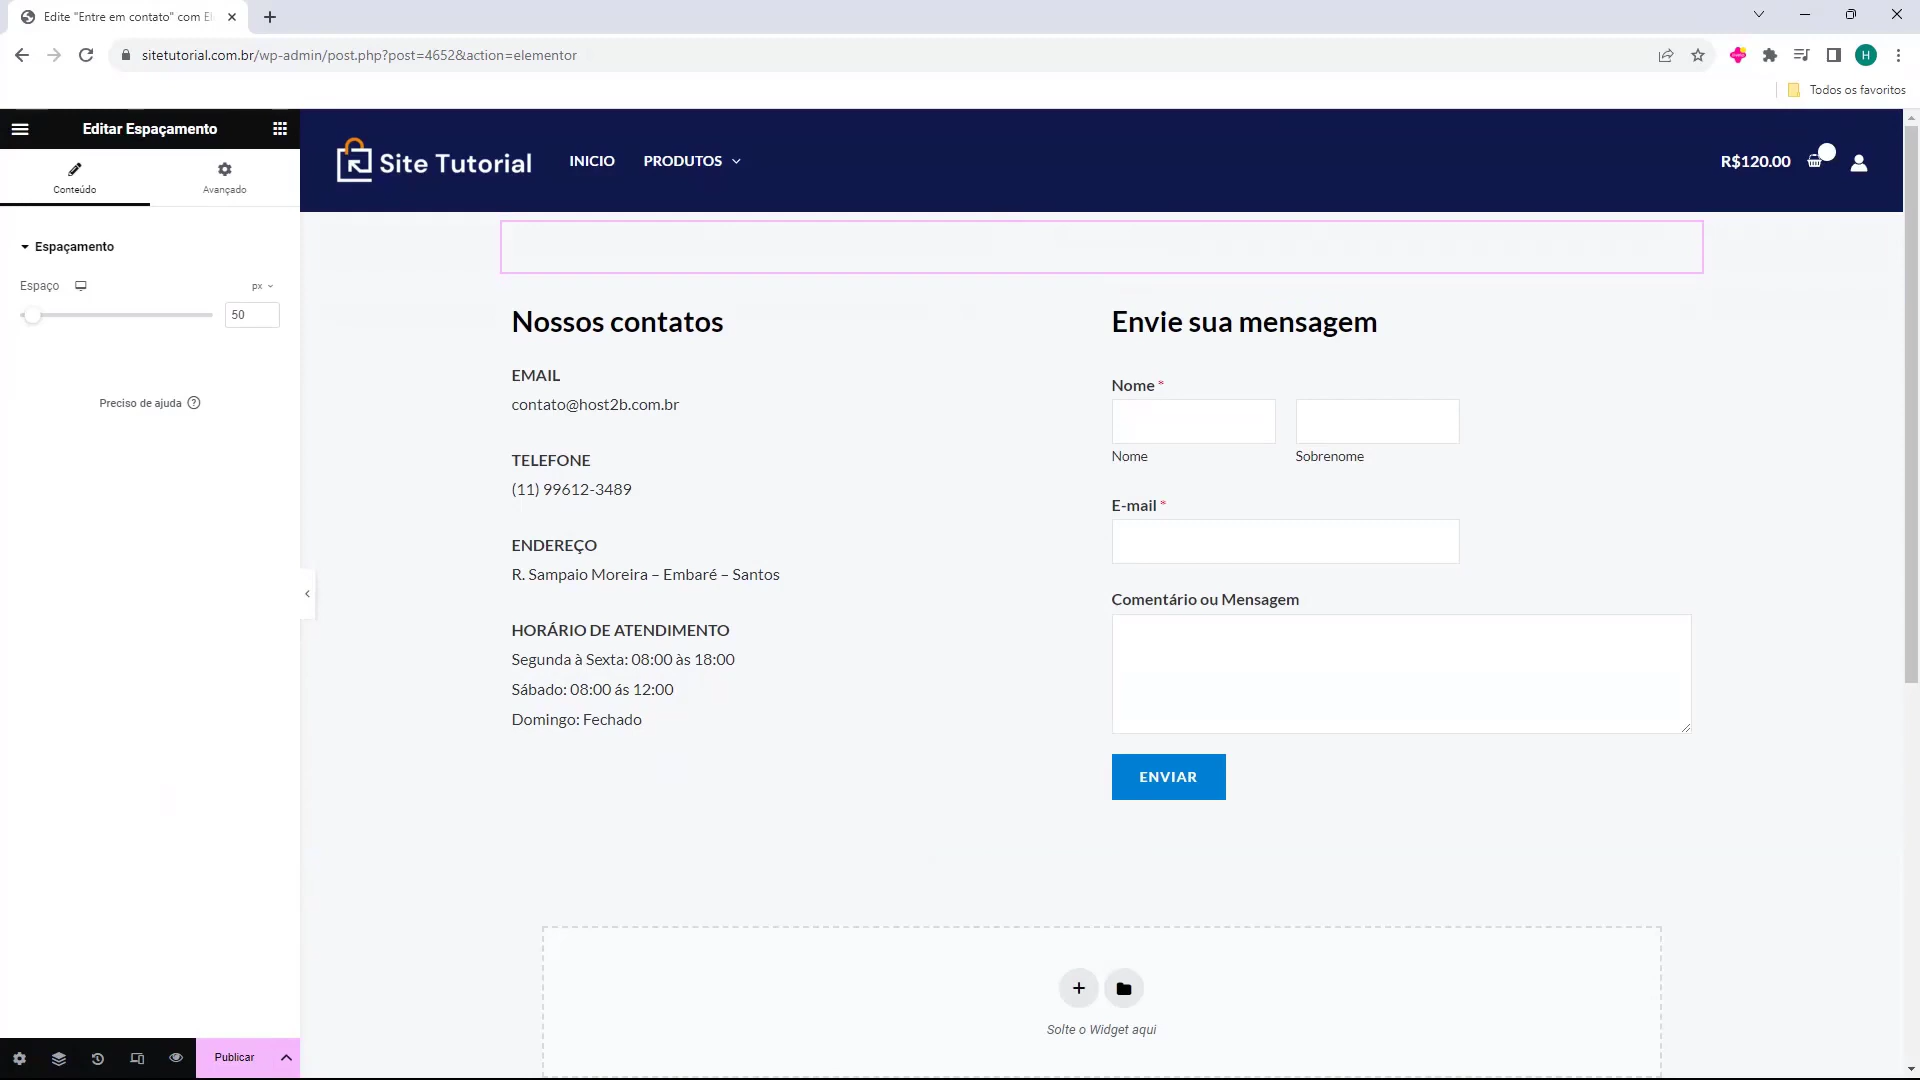 Edite "Entre em contato" com El
sitetutorial.com.br/wp-admin/post.php?post=4652&action=elementor
H
Todos os favoritos
Editar Espaçamento
Conteúdo
Avançado
Espaçamento
Espaço
px
50
Preciso de ajuda
Publicar
Site Tutorial
INICIO
PRODUTOS
R$120.00
Nossos contatos
EMAIL
contato@host2b.com.br
TELEFONE
(11) 99612-3489
ENDEREÇO
R. Sampaio Moreira – Embaré – Santos
HORÁRIO DE ATENDIMENTO
Segunda à Sexta: 08:00 às 18:00
Sábado: 08:00 ás 12:00
Domingo: Fechado
Envie sua mensagem
Nome *
Nome
Sobrenome
E-mail *
Comentário ou Mensagem
ENVIAR
Solte o Widget aqui